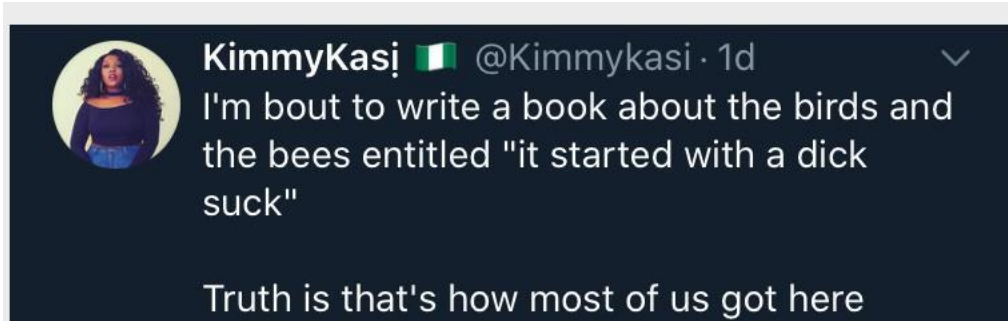 KimmyKasị 🇳🇬 @Kimmykasi · 1d
I'm bout to write a book about the birds and
the bees entitled "it started with a dick
suck"
Truth is that's how most of us got here